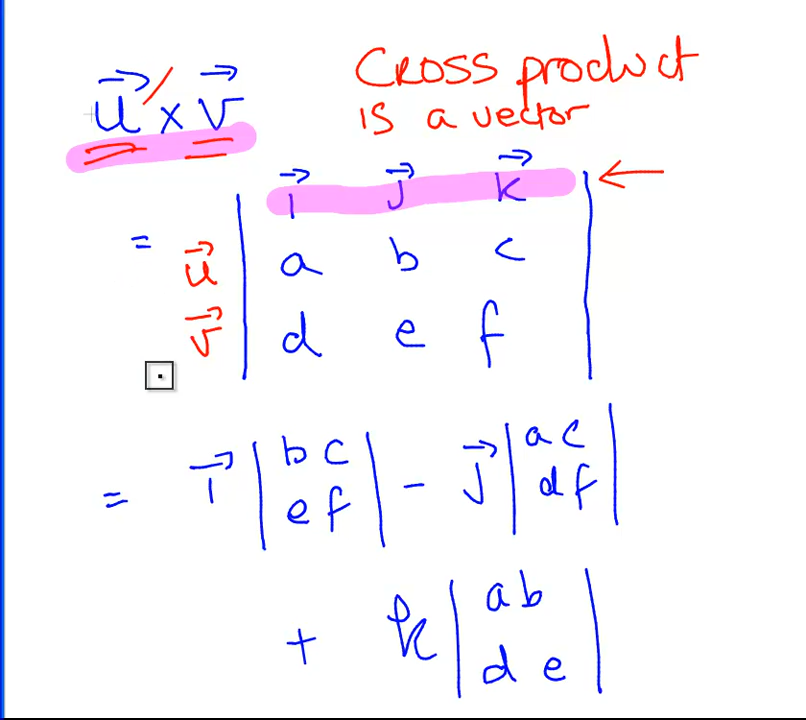 u⃗ × v⃗ Cross product
is a vector
= | i⃗ j⃗ k⃗ | ←
u⃗ | a b c |
v⃗ | d e f |
= i⃗ | b c | - j⃗ | a c |
| e f | | d f |
+ k | a b |
| d e |